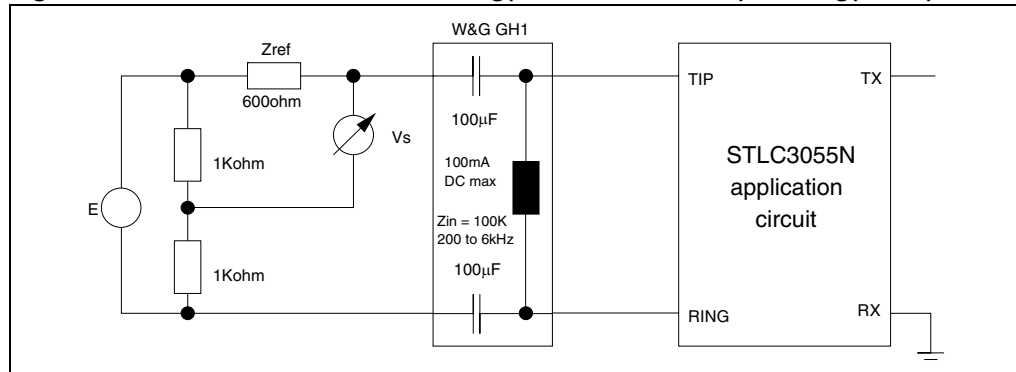 W&G GH1
Zref
600ohm
TIP
TX
100µF
Vs
1Kohm
100mA
DC max
STLC3055N
application
circuit
E
Zin = 100K
200 to 6kHz
1Kohm
100µF
RING
RX